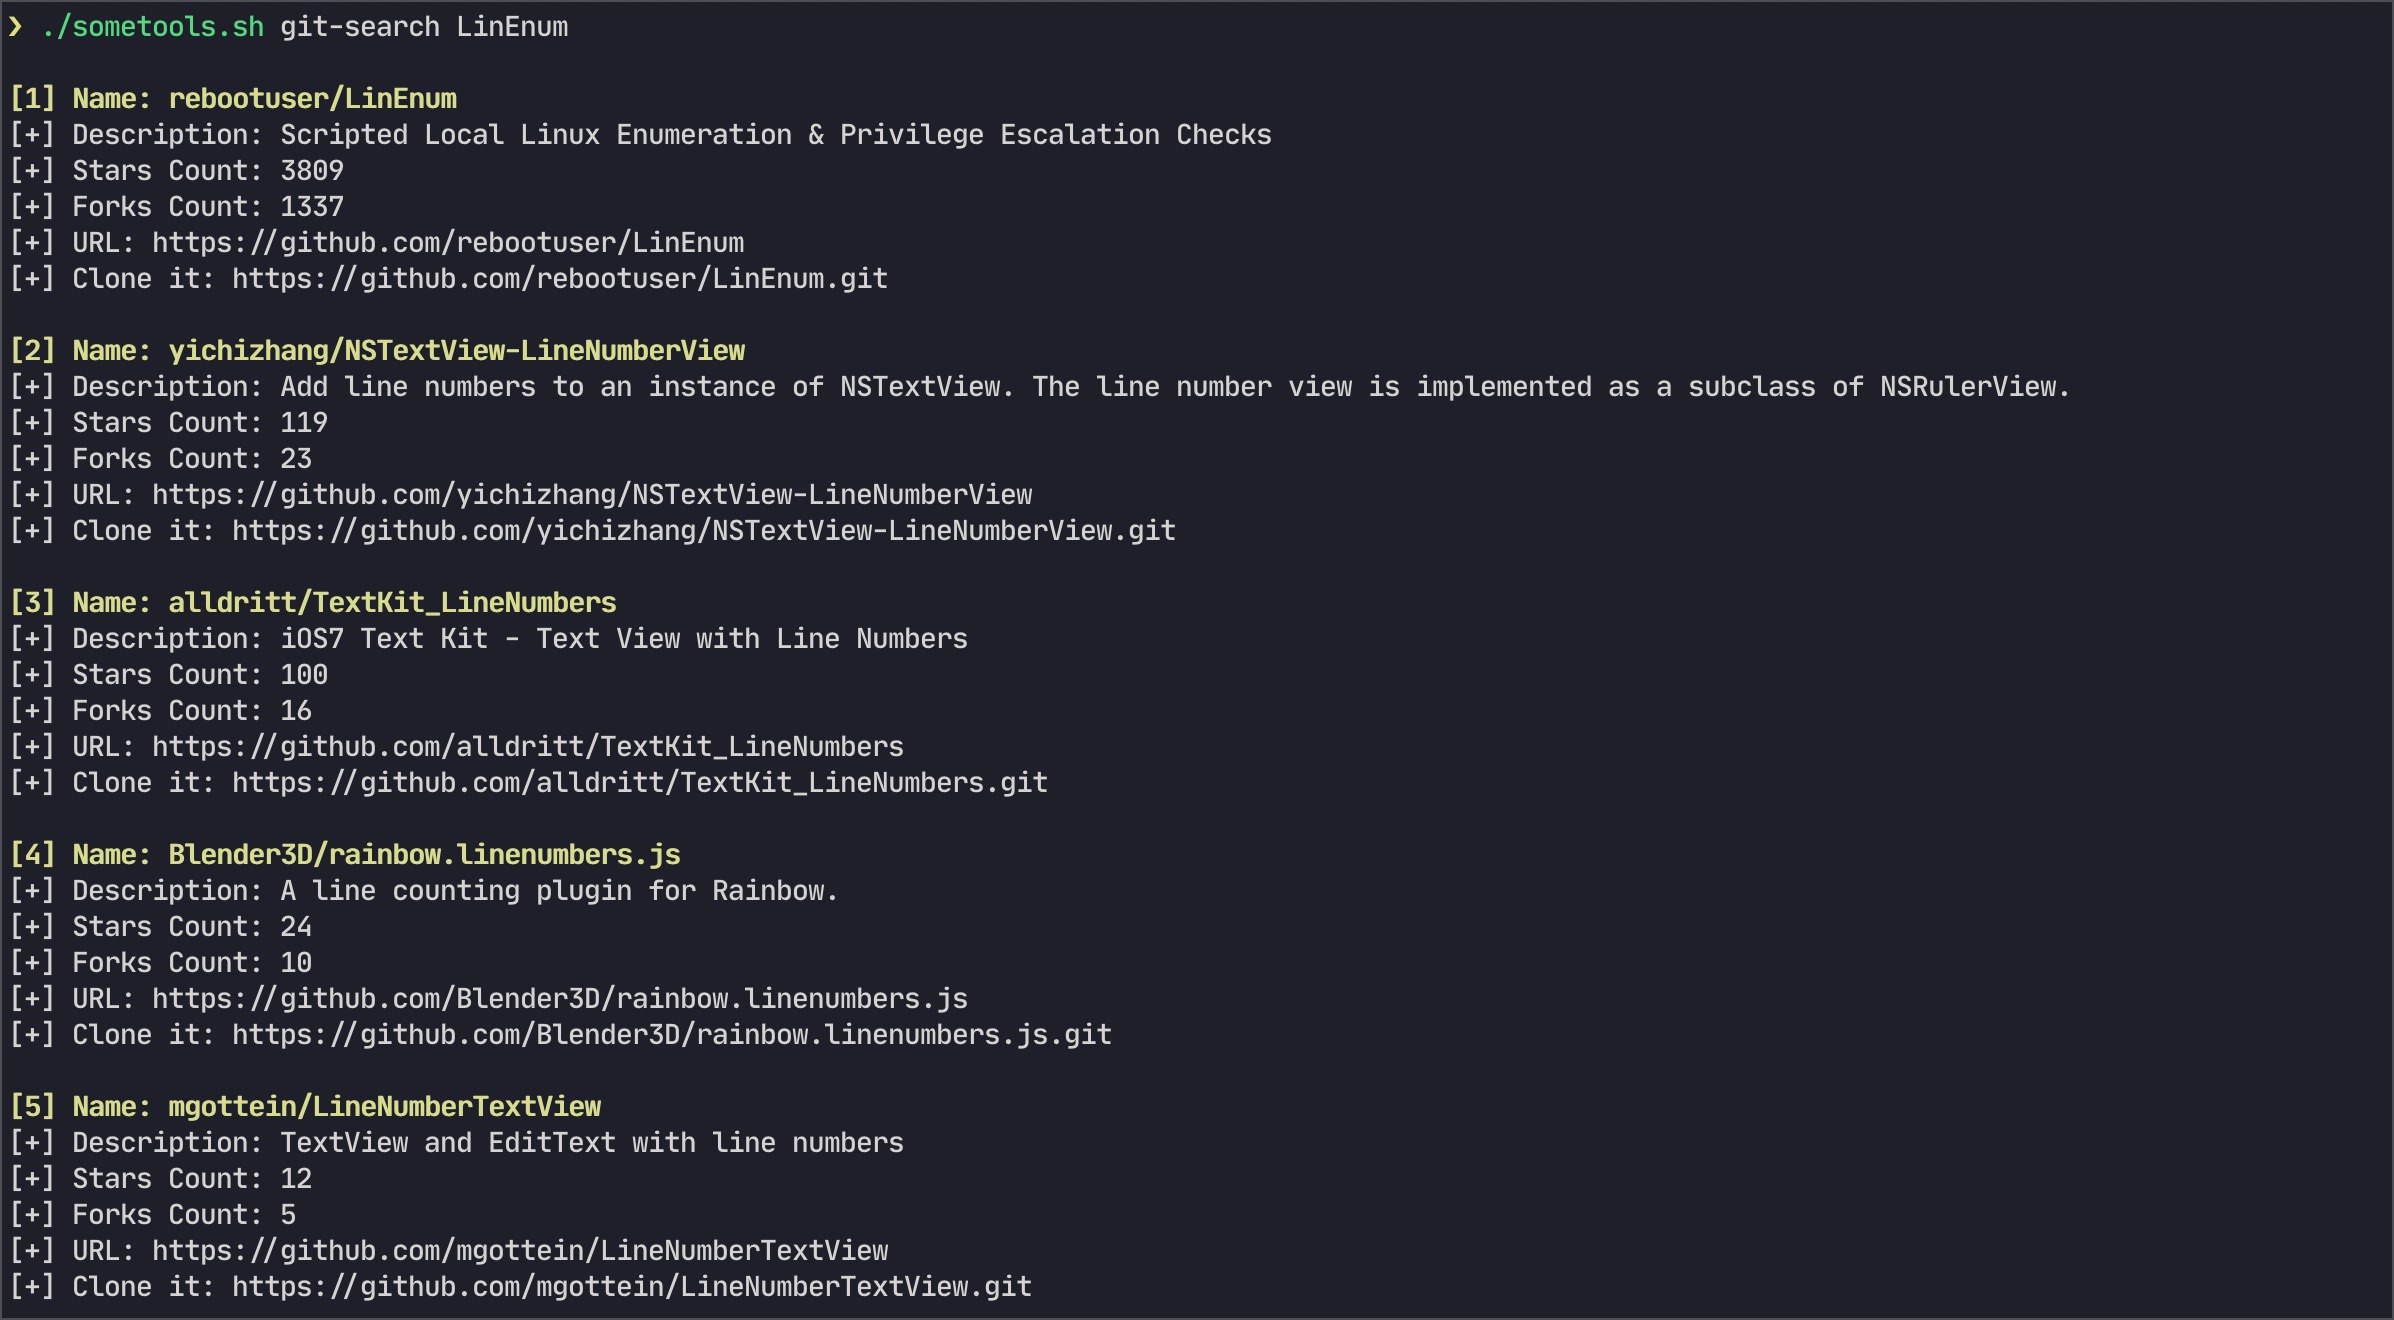 ❯ ./sometools.sh git-search LinEnum
[1] Name: rebootuser/LinEnum
[+] Description: Scripted Local Linux Enumeration & Privilege Escalation Checks
[+] Stars Count: 3809
[+] Forks Count: 1337
[+] URL: https://github.com/rebootuser/LinEnum
[+] Clone it: https://github.com/rebootuser/LinEnum.git
[2] Name: yichizhang/NSTextView-LineNumberView
[+] Description: Add line numbers to an instance of NSTextView. The line number view is implemented as a subclass of NSRulerView.
[+] Stars Count: 119
[+] Forks Count: 23
[+] URL: https://github.com/yichizhang/NSTextView-LineNumberView
[+] Clone it: https://github.com/yichizhang/NSTextView-LineNumberView.git
[3] Name: alldritt/TextKit_LineNumbers
[+] Description: iOS7 Text Kit - Text View with Line Numbers
[+] Stars Count: 100
[+] Forks Count: 16
[+] URL: https://github.com/alldritt/TextKit_LineNumbers
[+] Clone it: https://github.com/alldritt/TextKit_LineNumbers.git
[4] Name: Blender3D/rainbow.linenumbers.js
[+] Description: A line counting plugin for Rainbow.
[+] Stars Count: 24
[+] Forks Count: 10
[+] URL: https://github.com/Blender3D/rainbow.linenumbers.js
[+] Clone it: https://github.com/Blender3D/rainbow.linenumbers.js.git
[5] Name: mgottein/LineNumberTextView
[+] Description: TextView and EditText with line numbers
[+] Stars Count: 12
[+] Forks Count: 5
[+] URL: https://github.com/mgottein/LineNumberTextView
[+] Clone it: https://github.com/mgottein/LineNumberTextView.git